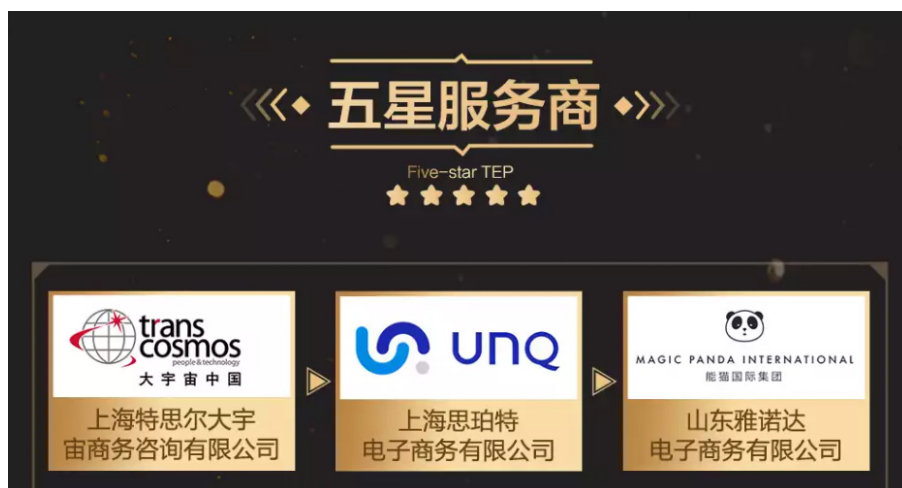 五星服务商
Five-star TEP
trans
cosmos
people & technology
大宇宙中国
上海特思尔大宇
宙商务咨询有限公司
unQ
上海思珀特
电子商务有限公司
MAGIC PANDA INTERNATIONAL
能猫国际集团
山东雅诺达
电子商务有限公司